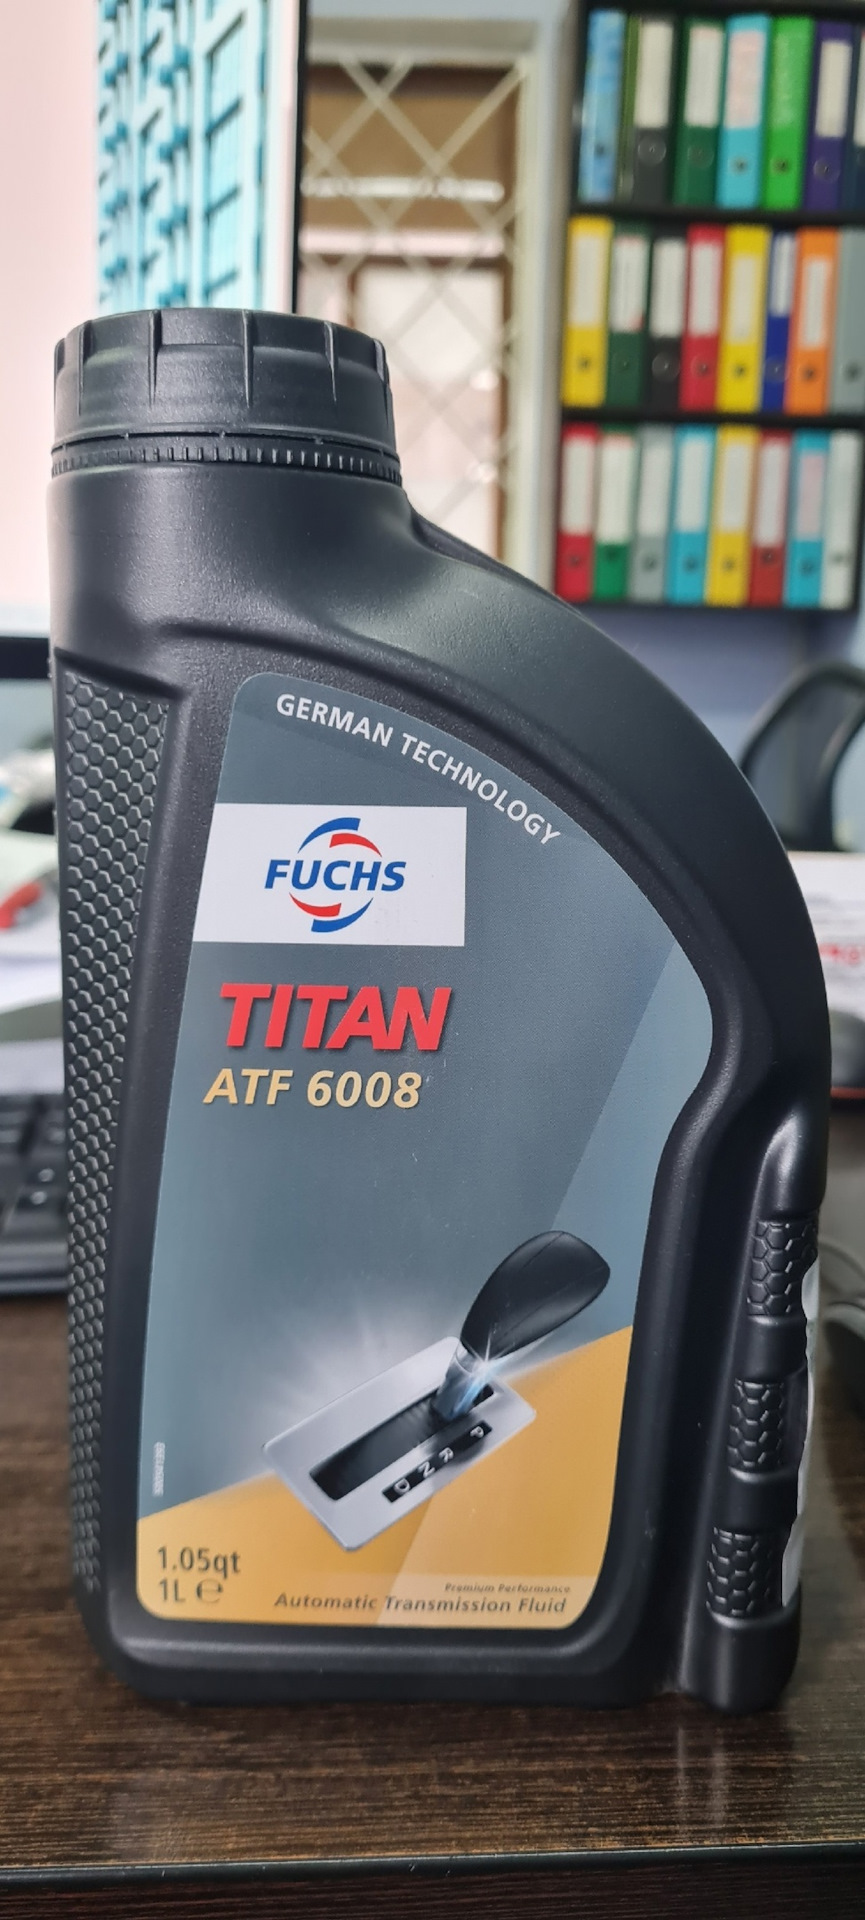 GERMAN TECHNOLOGY
FUCHS
TITAN
ATF 6008
P
R
N
D
1.05qt
1L ℮
Premium Performance
Automatic Transmission Fluid